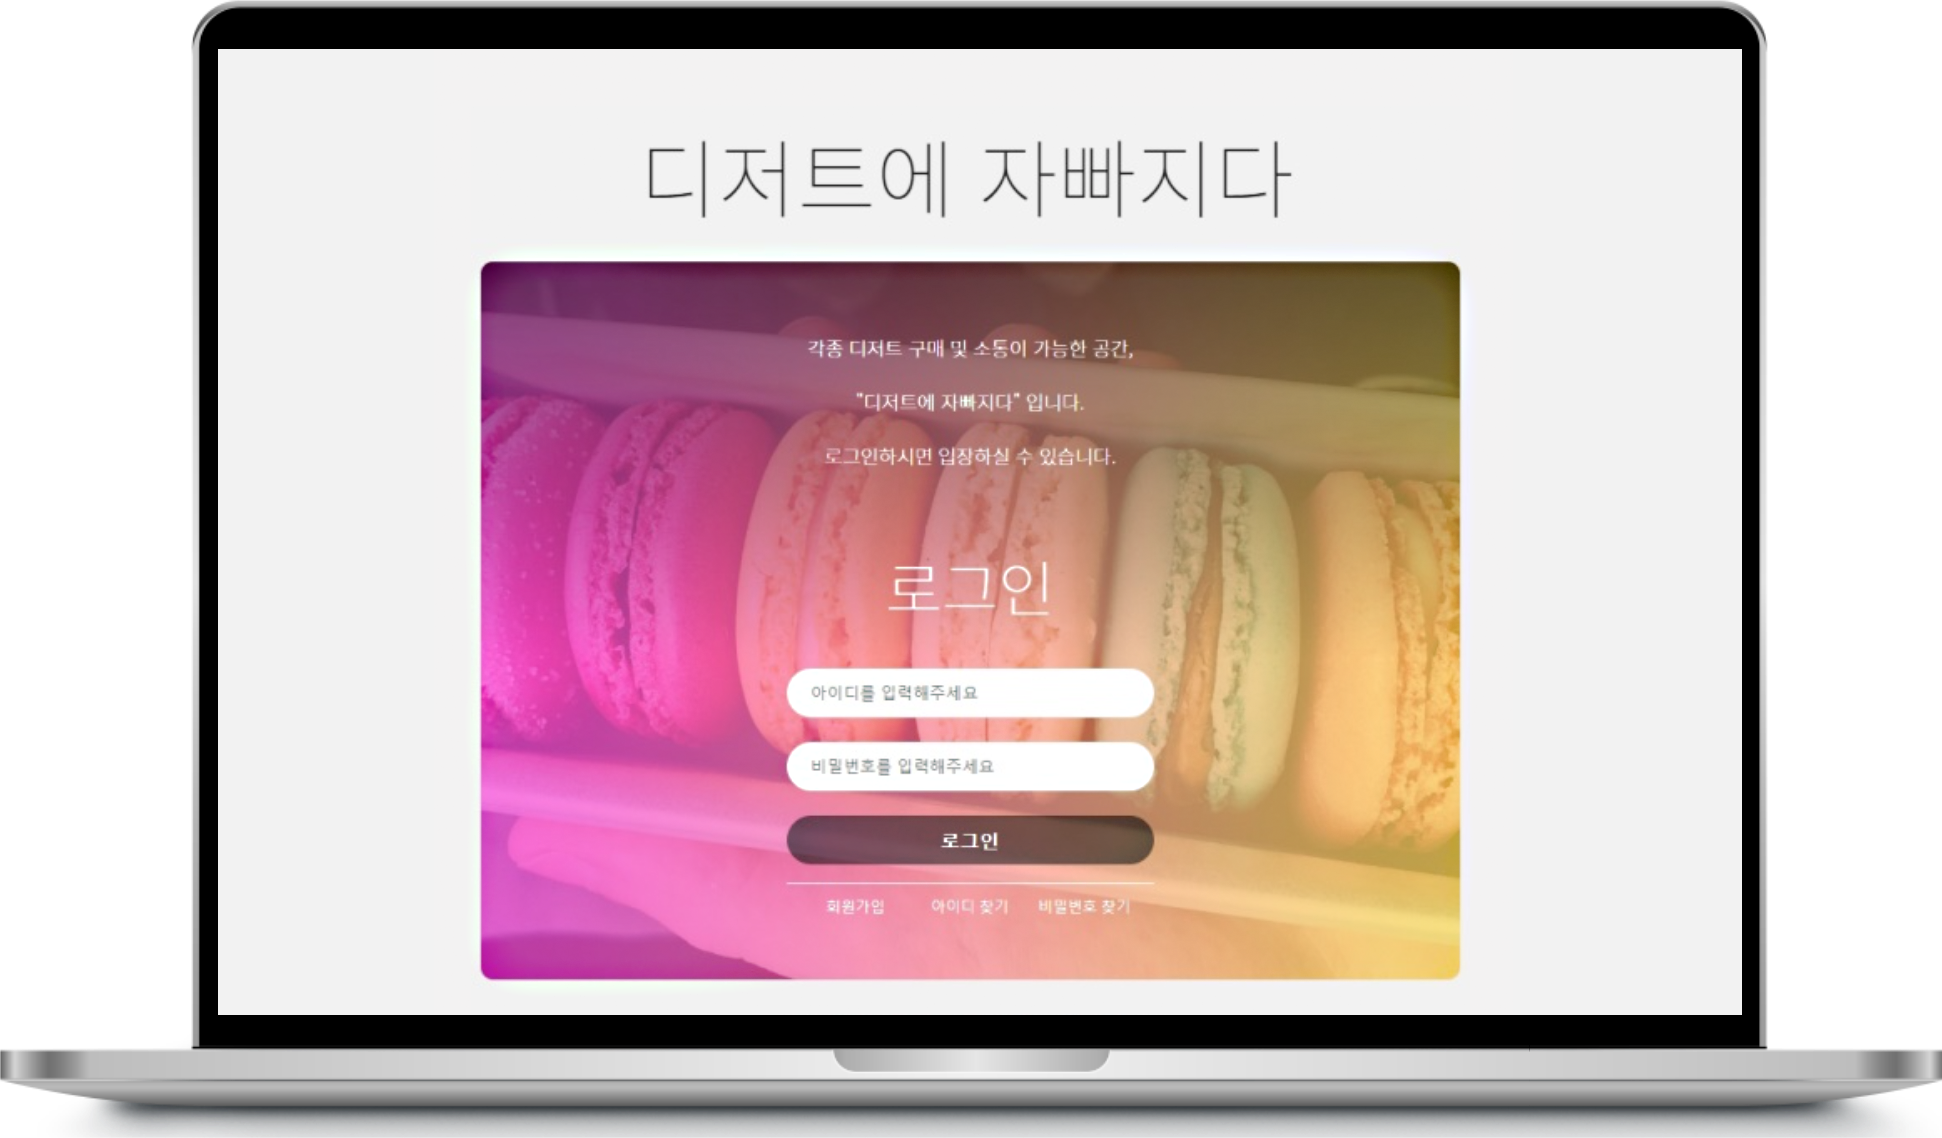 디저트에 자빠지다
각종 디저트 구매 및 소통이 가능한 공간,
"디저트에 자빠지다" 입니다.
로그인하시면 입장하실 수 있습니다.
로그인
아이디를 입력해주세요
비밀번호를 입력해주세요
로그인
회원가입 아이디 찾기 비밀번호 찾기